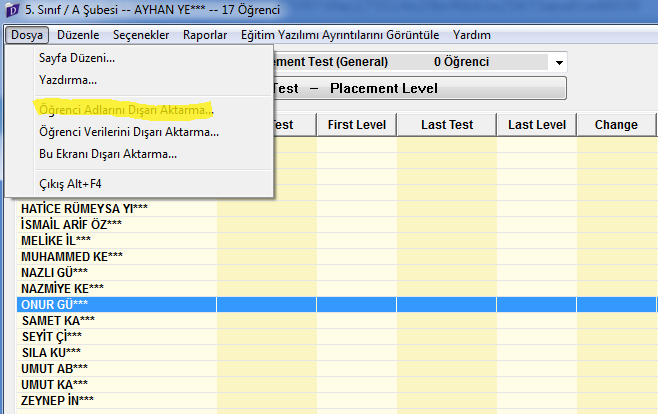 5. Sınıf / A Şubesi -- AYHAN YE*** -- 17 Öğrenci
Dosya Düzenle Seçenekler Raporlar Eğitim Yazılımı Ayrıntılarını Görüntüle Yardım
Sayfa Düzeni...
Yazdırma...
Öğrenci Adlarını Dışarı Aktarma...
Öğrenci Verilerini Dışarı Aktarma...
Bu Ekranı Dışarı Aktarma...
Çıkış Alt+F4
Test (General) 0 Öğrenci
Test – Placement Level
Test First Level Last Test Last Level Change
HATİCE RÜMEYSA YI***
İSMAİL ARİF ÖZ***
MELİKE İL***
MUHAMMED KE***
NAZLI GÜ***
NAZMİYE KE***
ONUR GÜ***
SAMET KA***
SEYİT Çİ***
SILA KU***
UMUT AB***
UMUT KA***
ZEYNEP İN***